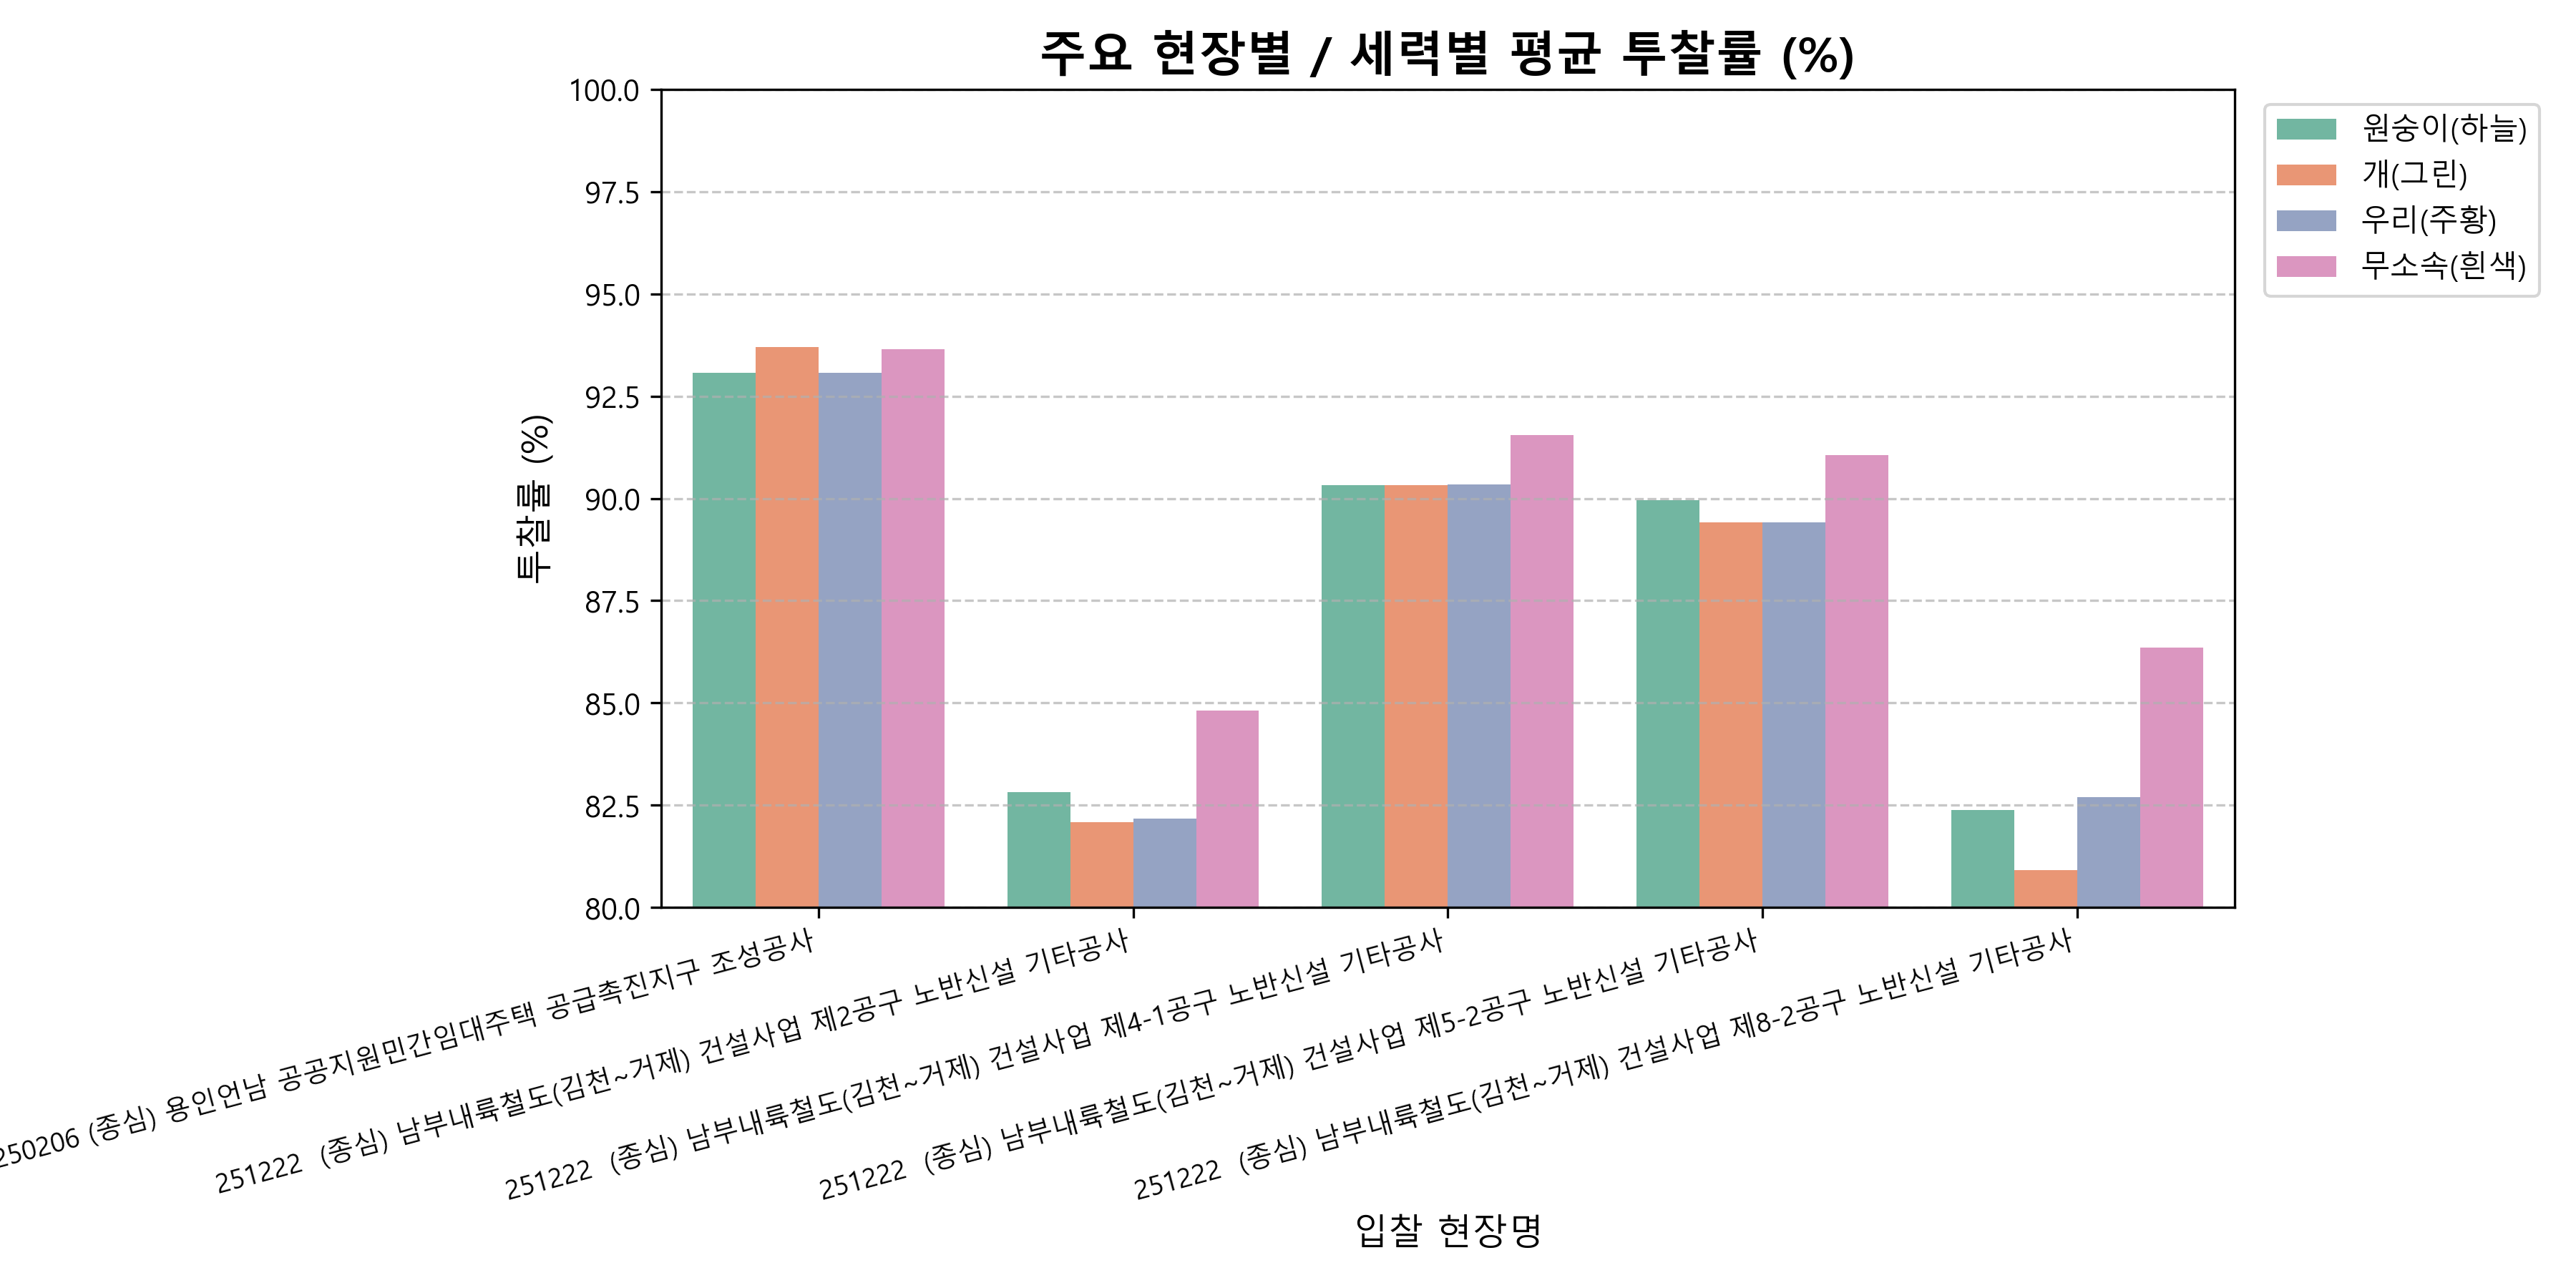 주요 현장별 / 세력별 평균 투찰률 (%)
100.0
97.5
95.0
92.5
90.0
87.5
85.0
82.5
80.0
투찰률 (%)
원숭이(하늘)
개(그린)
우리(주황)
무소속(흰색)
250206 (종심) 용인언남 공공지원민간임대주택 공급촉진지구 조성공사
251222 (종심) 남부내륙철도(김천~거제) 건설사업 제2공구 노반신설 기타공사
251222 (종심) 남부내륙철도(김천~거제) 건설사업 제4-1공구 노반신설 기타공사
251222 (종심) 남부내륙철도(김천~거제) 건설사업 제5-2공구 노반신설 기타공사
251222 (종심) 남부내륙철도(김천~거제) 건설사업 제8-2공구 노반신설 기타공사
입찰 현장명